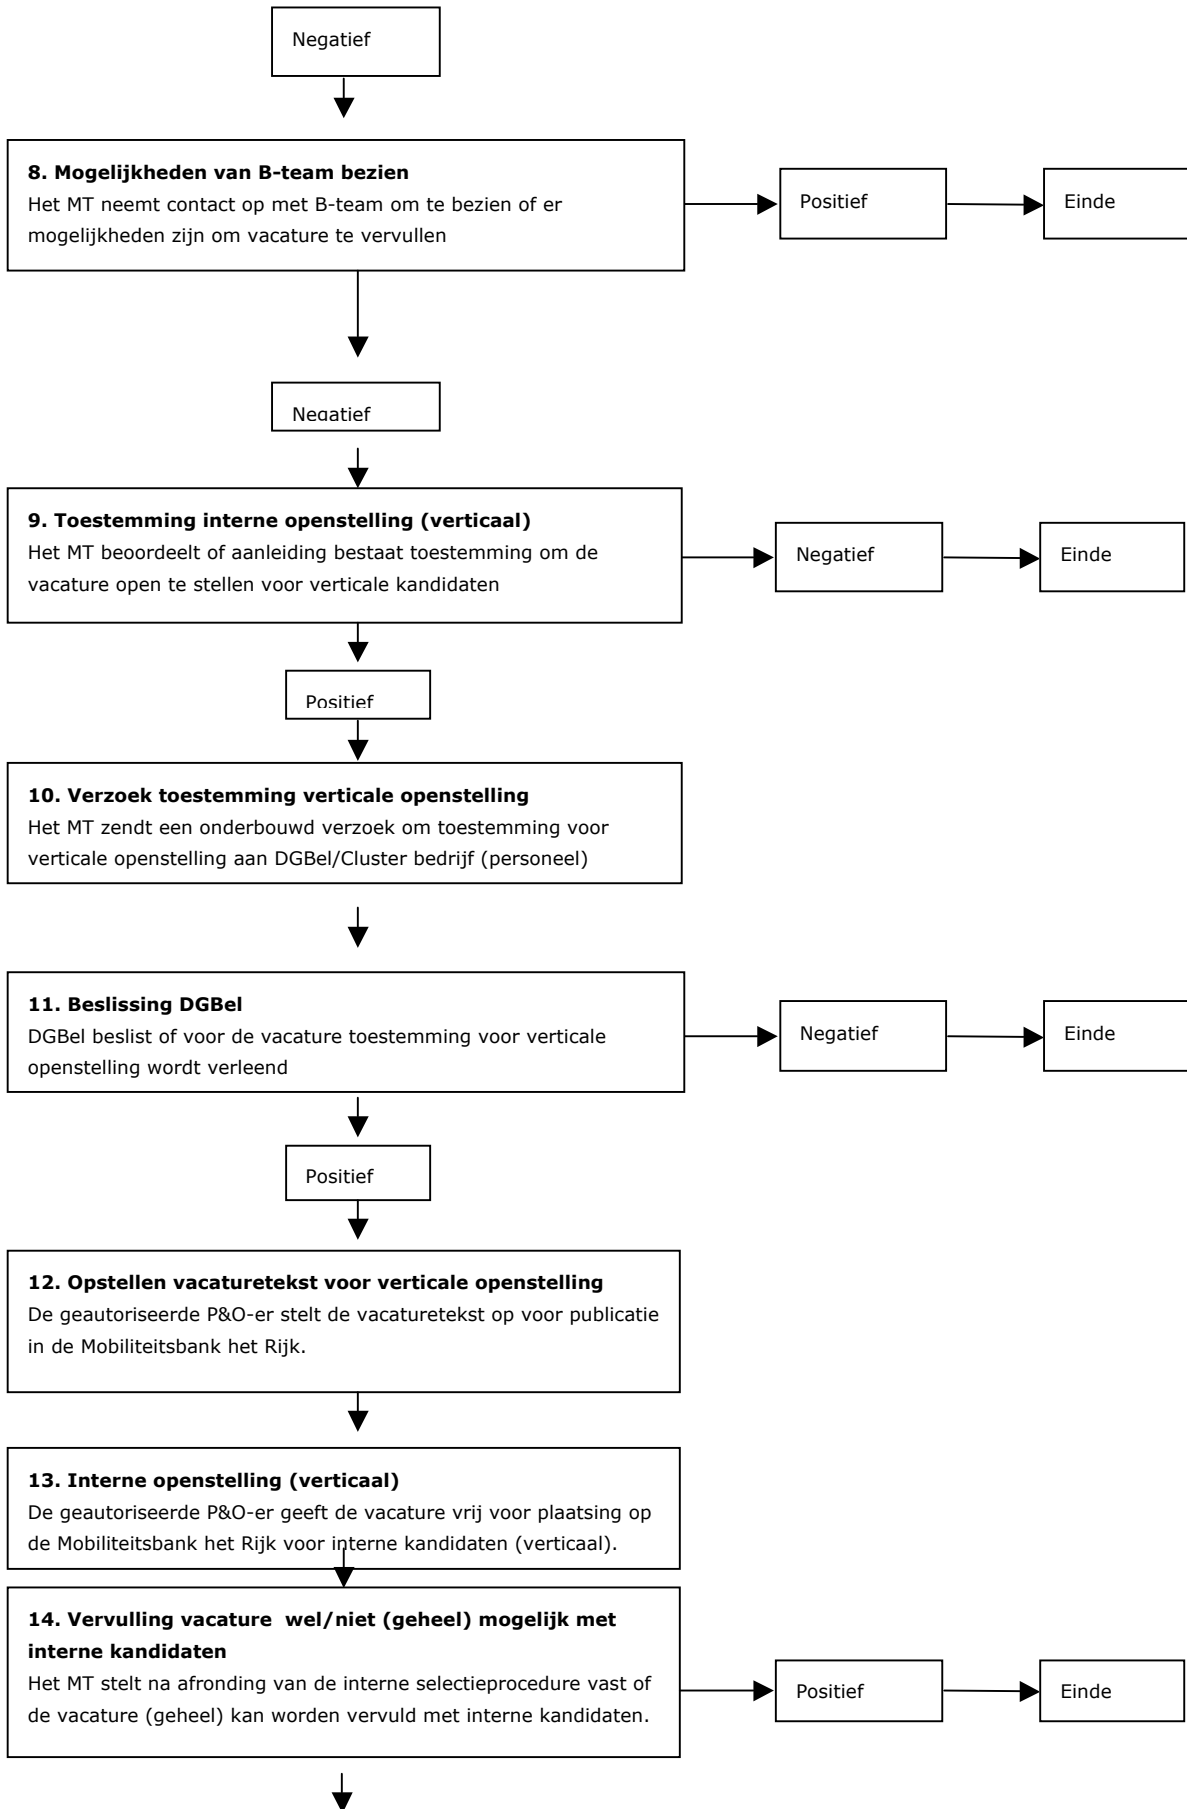 Negatief
8. Mogelijkheden van B-team bezien
Het MT neemt contact op met B-team om te bezien of er
mogelijkheden zijn om vacature te vervullen
Positief
Einde
Negatief
9. Toestemming interne openstelling (verticaal)
Het MT beoordeelt of aanleiding bestaat toestemming om de
vacature open te stellen voor verticale kandidaten
Negatief
Einde
Positief
10. Verzoek toestemming verticale openstelling
Het MT zendt een onderbouwd verzoek om toestemming voor
verticale openstelling aan DGBel/Cluster bedrijf (personeel)
11. Beslissing DGBel
DGBel beslist of voor de vacature toestemming voor verticale
openstelling wordt verleend
Negatief
Einde
Positief
12. Opstellen vacaturetekst voor verticale openstelling
De geautoriseerde P&O-er stelt de vacaturetekst op voor publicatie
in de Mobiliteitsbank het Rijk.
13. Interne openstelling (verticaal)
De geautoriseerde P&O-er geeft de vacature vrij voor plaatsing op
de Mobiliteitsbank het Rijk voor interne kandidaten (verticaal).
14. Vervulling vacature wel/niet (geheel) mogelijk met
interne kandidaten
Het MT stelt na afronding van de interne selectieprocedure vast of
de vacature (geheel) kan worden vervuld met interne kandidaten.
Positief
Einde